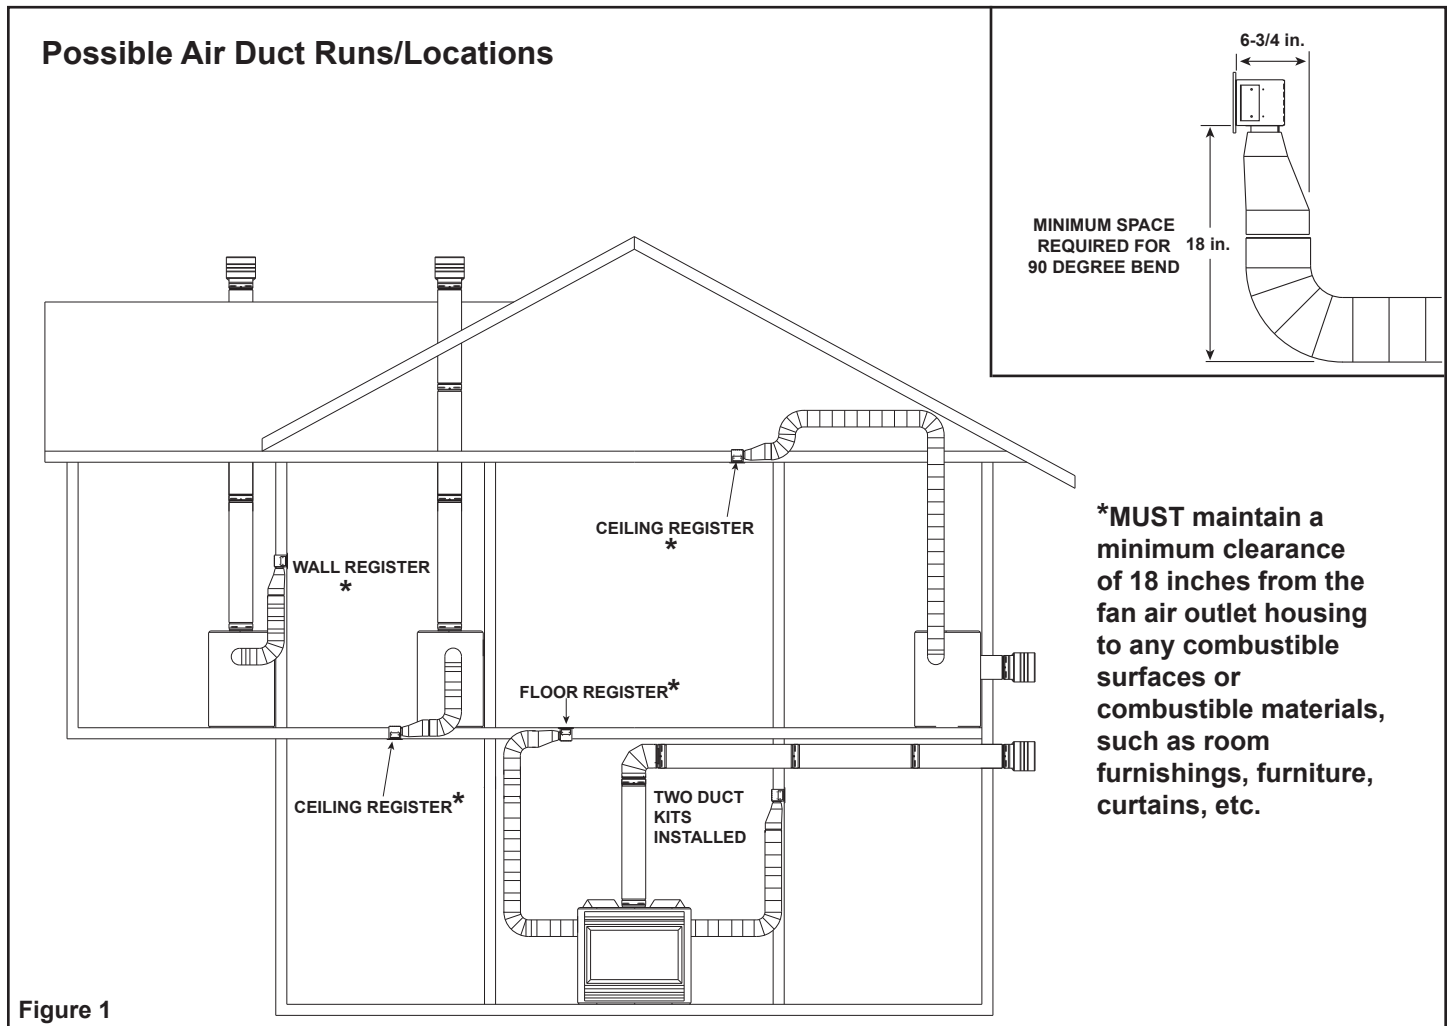 Possible Air Duct Runs/Locations
6-3/4 in.
MINIMUM SPACE
REQUIRED FOR
90 DEGREE BEND
18 in.
CEILING REGISTER
*
WALL REGISTER
*
FLOOR REGISTER*
CEILING REGISTER*
TWO DUCT
KITS
INSTALLED
*MUST maintain a
minimum clearance
of 18 inches from the
fan air outlet housing
to any combustible
surfaces or
combustible materials,
such as room
furnishings, furniture,
curtains, etc.
Figure 1